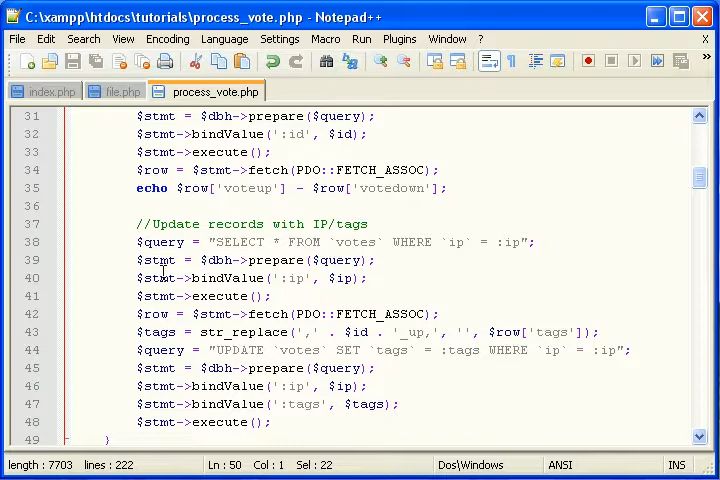 C:\xampp\htdocs\tutorials\process_vote.php - Notepad++
File Edit Search View Encoding Language Settings Macro Run Plugins Window ? X
index.php file.php process_vote.php
31 $stmt = $dbh->prepare($query);
32 $stmt->bindValue(':id', $id);
33 $stmt->execute();
34 $row = $stmt->fetch(PDO::FETCH_ASSOC);
35 echo $row['voteup'] - $row['votedown'];
36
37 //Update records with IP/tags
38 $query = "SELECT * FROM `votes` WHERE `ip` = :ip";
39 $stmt = $dbh->prepare($query);
40 $stmt->bindValue(':ip', $ip);
41 $stmt->execute();
42 $row = $stmt->fetch(PDO::FETCH_ASSOC);
43 $tags = str_replace(',' . $id . '_up,', '', $row['tags']);
44 $query = "UPDATE `votes` SET `tags` = :tags WHERE `ip` = :ip";
45 $stmt = $dbh->prepare($query);
46 $stmt->bindValue(':ip', $ip);
47 $stmt->bindValue(':tags', $tags);
48 $stmt->execute();
49 }
length : 7703 lines : 222 Ln : 50 Col : 1 Sel : 22 Dos\Windows ANSI INS